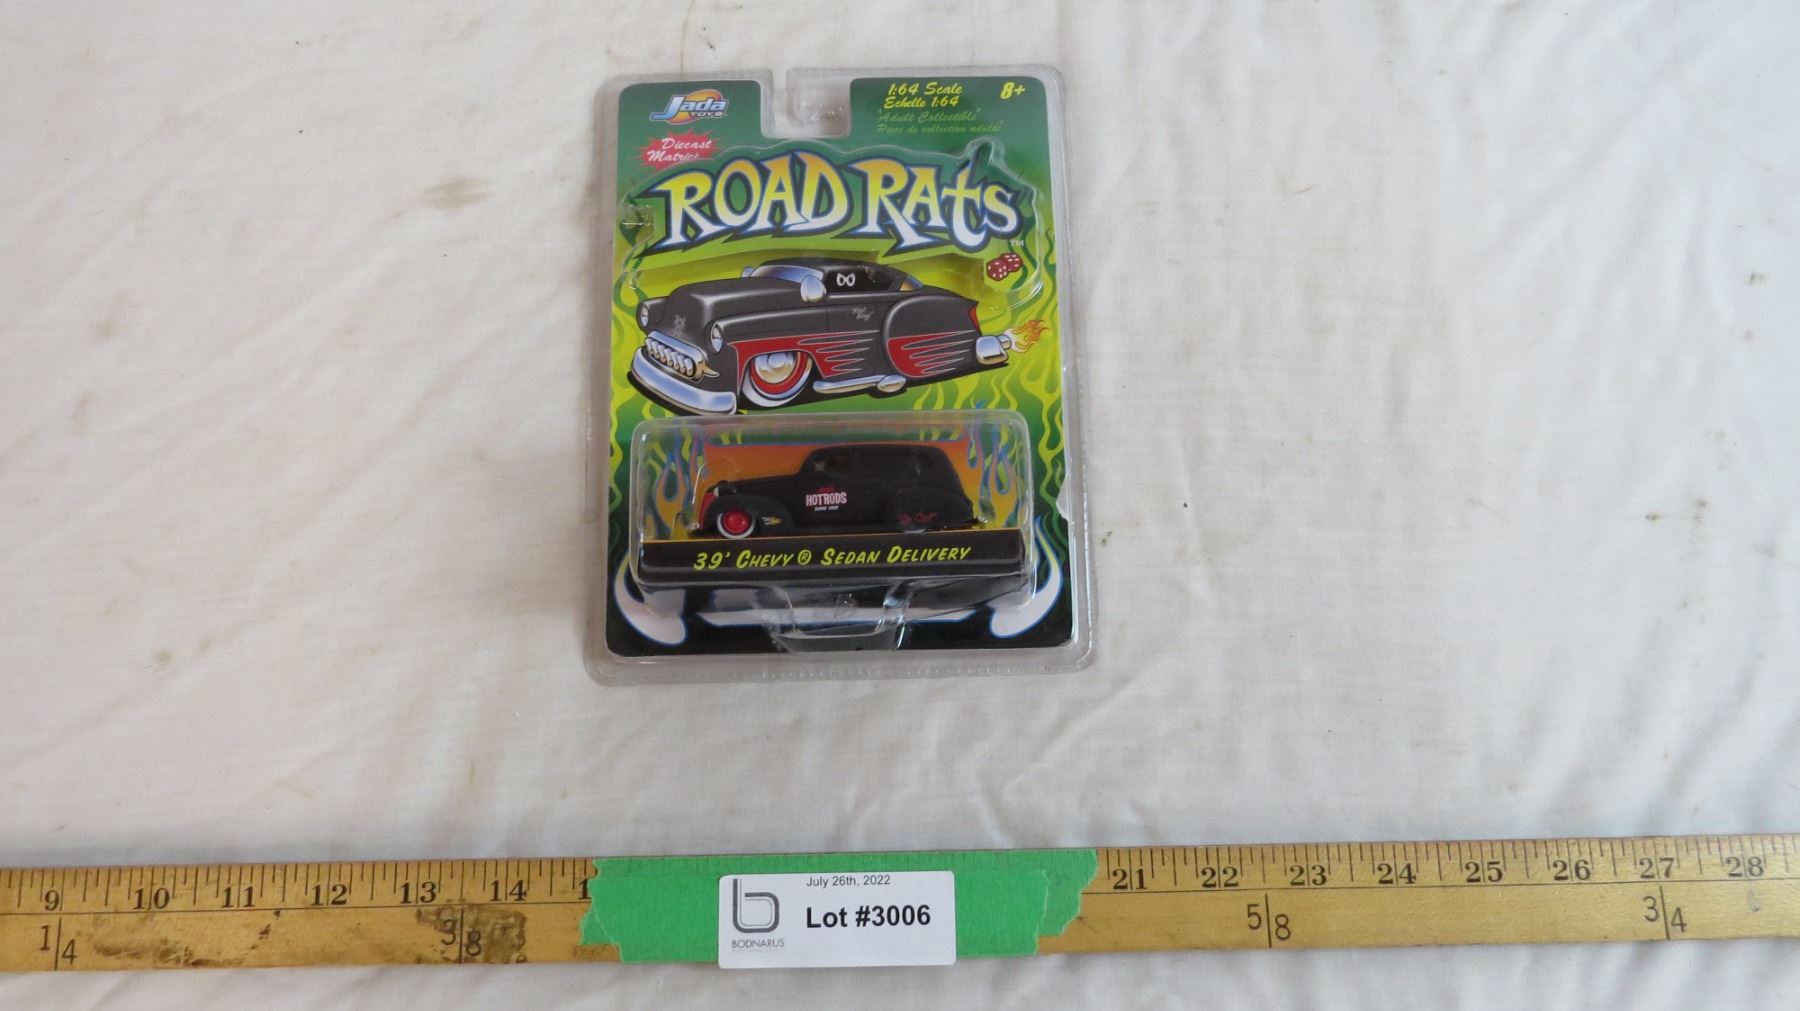 Jada
TOYS
1:64 Scale
Echelle 1:64
8+
"Adult Collectible"
Pièce de collection adulte
Diecast
ROAD RATS
TM
HOTRODS
39' CHEVY® SEDAN DELIVERY
9 10 11 12 13 14 1 21 22 23 24 25 26 27 28
1/4 3/8 5/8 3/4
July 26th, 2022
Lot #3006
b
BODNARUS